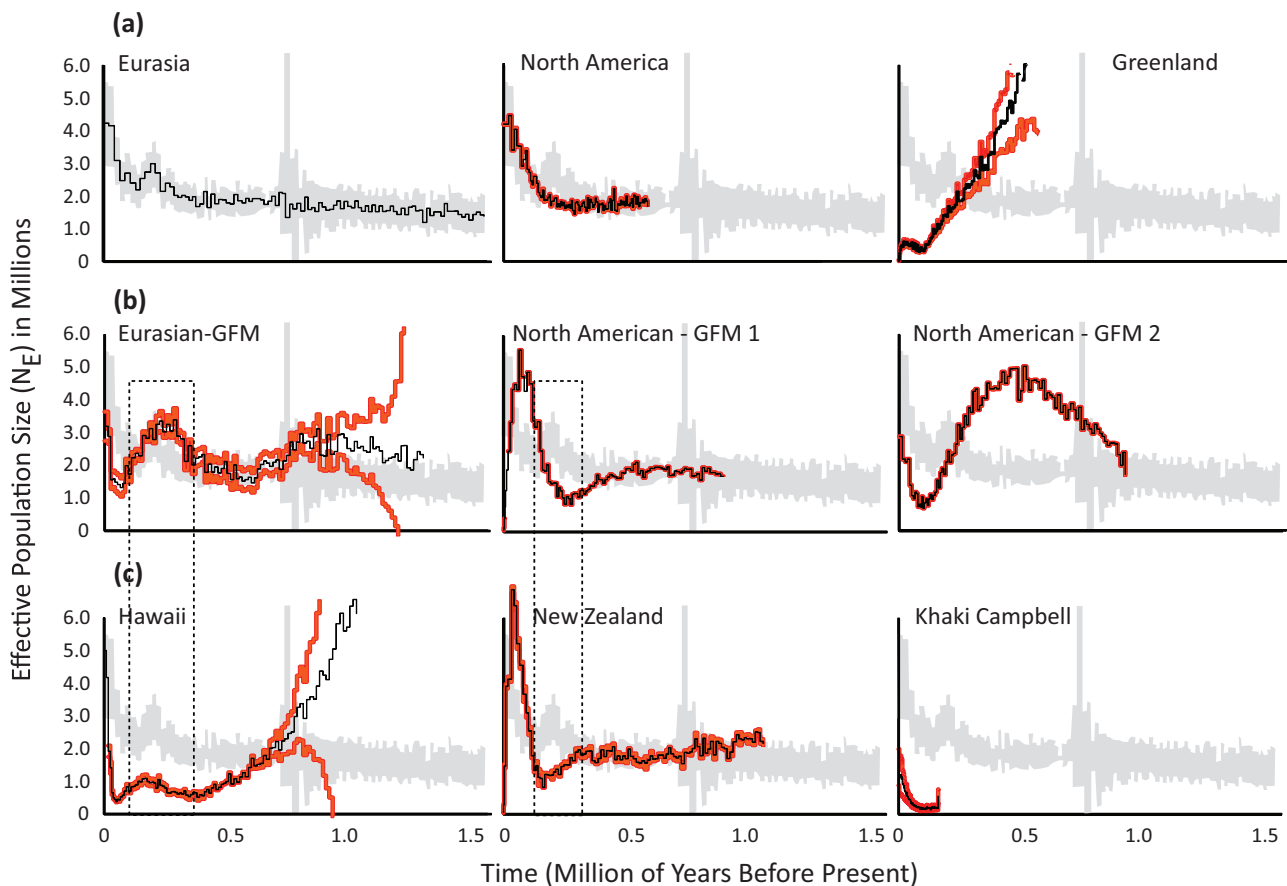 (a)
Eurasia
North America
Greenland
6.0
5.0
4.0
3.0
2.0
1.0
0
(b)
Eurasian-GFM
North American - GFM 1
North American - GFM 2
6.0
5.0
4.0
3.0
2.0
1.0
0
(c)
Hawaii
New Zealand
Khaki Campbell
6.0
5.0
4.0
3.0
2.0
1.0
0
0 0.5 1.0 1.5
0 0.5 1.0 1.5
0 0.5 1.0 1.5
Effective Population Size (NE) in Millions
Time (Million of Years Before Present)